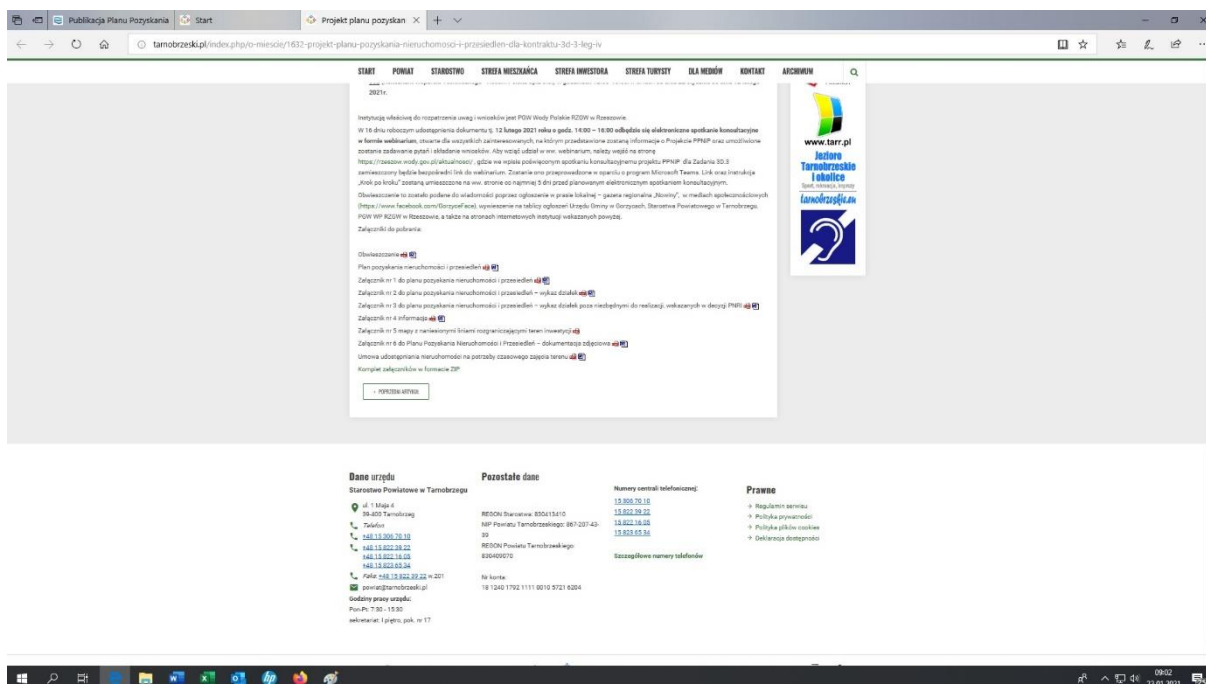 Publikacja Planu Pozyskania
Start
Projekt planu pozyskan
tarnobrzeski.pl/index.php/o-miescie/1632-projekt-planu-pozyskania-nieruchomosci-i-przesiedlen-dla-kontraktu-3d-3-leg-iv
START POWIAT STAROSTWO STREFA MIESZKAŃCA STREFA INWESTORA STREFA TURYSTY DLA MEDIÓW KONTAKT ARCHIWUM
2021r.
Instytucją właściwą do rozpatrzenia uwag i wniosków jest PGW Wody Polskie RZGW w Rzeszowie.
W 16 dniu roboczym udostępnienia dokumentu tj. 12 lutego 2021 roku o godz. 14:00 – 16:00 odbędzie się elektroniczne spotkanie konsultacyjne
w formie webinarium, otwarte dla wszystkich zainteresowanych, na którym przedstawione zostaną informacje o Projekcie PPNiP oraz umożliwione
zostanie zadawanie pytań i składanie wniosków. Aby wziąć udział w ww. webinarium, należy wejść na stronę
https://rzeszow.wody.gov.pl/aktualnosci/ , gdzie we wpisie poświęconym spotkaniu konsultacyjnemu projektu PPNiP dla Zadania 3D.3
zamieszczony będzie bezpośredni link do webinarium. Zostanie ono przeprowadzone w oparciu o program Microsoft Teams. Link oraz Instrukcja
„Krok po kroku” zostaną umieszczone na ww. stronie co najmniej 5 dni przed planowanym elektronicznym spotkaniem konsultacyjnym.
Obwieszczenie to zostało podane do wiadomości poprzez ogłoszenie w prasie lokalnej – gazeta regionalna „Nowiny”, w mediach społecznościowych
(https://www.facebook.com/GorzyceFace), wywieszenie na tablicy ogłoszeń Urzędu Gminy w Gorzycach, Starostwa Powiatowego w Tarnobrzegu,
PGW WP RZGW w Rzeszowie, a także na stronach internetowych instytucji wskazanych powyżej.
Załączniki do pobrania:
Obwieszczenie
Plan pozyskania nieruchomości i przesiedleń
Załącznik nr 1 do planu pozyskania nieruchomości i przesiedleń
Załącznik nr 2 do planu pozyskania nieruchomości i przesiedleń – wykaz działek
Załącznik nr 3 do planu pozyskania nieruchomości i przesiedleń – wykaz działek poza niezbędnymi do realizacji, wskazanych w decyzji PNRI
Załącznik nr 4 informacja
Załącznik nr 5 mapy z naniesionymi liniami rozgraniczającymi teren inwestycji
Załącznik nr 6 do Planu Pozyskania Nieruchomości i Przesiedleń – dokumentacja zdjęciowa
Umowa udostępniania nieruchomości na potrzeby czasowego zajęcia terenu
Komplet załączników w formacie ZIP
POPRZEDNI ARTYKUŁ
www.tarr.pl
Jezioro
Tarnobrzeskie
i okolice
Sport, rekreacja, imprezy
tarnobrzeskie.eu
Dane urzędu
Starostwo Powiatowe w Tarnobrzegu
ul. 1 Maja 4
39-400 Tarnobrzeg
Telefon
+48 15 206 70 10
+48 15 822 39 22
+48 15 822 16 05
+48 15 823 65 34
Faks: +48 15 822 39 22 w.201
powiat@tarnobrzeski.pl
Godziny pracy urzędu:
Pon-Pt: 7:30 - 15:30
sekretariat: I piętro, pok. nr 17
Pozostałe dane
REGON Starostwa: 830413410
NIP Powiatu Tarnobrzeskiego: 867-207-43-
39
REGON Powiatu Tarnobrzeskiego:
830409070
Nr konta:
18 1240 1792 1111 0010 5721 6204
Numery centrali telefonicznej:
15 206 70 10
15 822 39 22
15 822 16 05
15 823 65 34
Szczegółowe numery telefonów
Prawne
Regulamin serwisu
Polityka prywatności
Polityka plików cookies
Deklaracja dostępności
09:02
22.01.2021